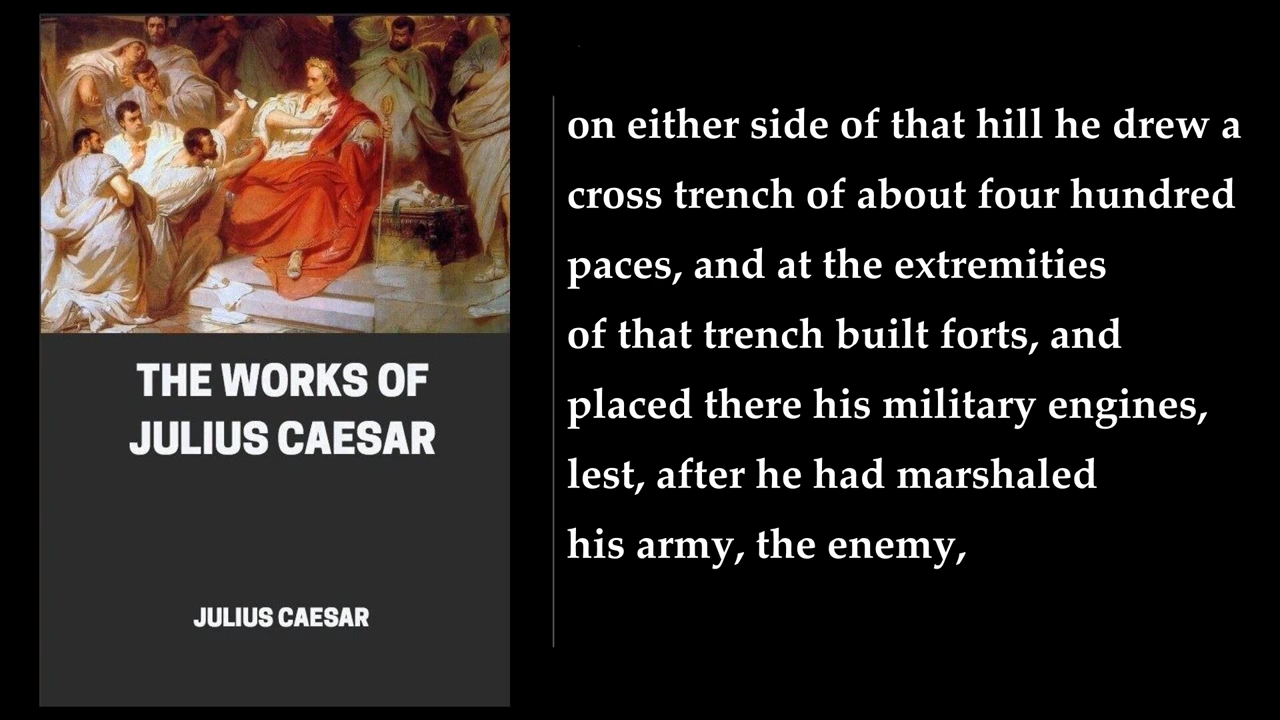 THE WORKS OF
JULIUS CAESAR
JULIUS CAESAR
on either side of that hill he drew a
cross trench of about four hundred
paces, and at the extremities
of that trench built forts, and
placed there his military engines,
lest, after he had marshaled
his army, the enemy,